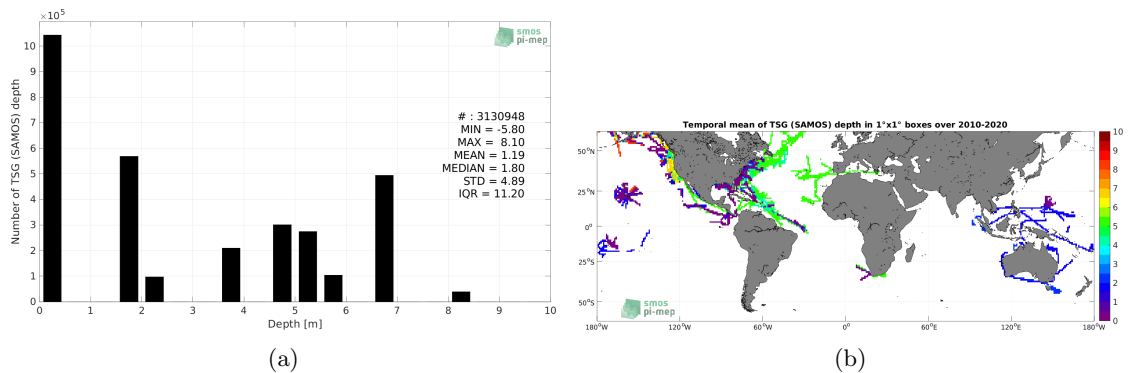 ×10⁵
10
9
8
7
6
5
4
3
2
1
0
Number of TSG (SAMOS) depth
smos
pi-mep
# : 3130948
MIN = -5.80
MAX = 8.10
MEAN = 1.19
MEDIAN = 1.80
STD = 4.89
IQR = 11.20
0 1 2 3 4 5 6 7 8 9 10
Depth [m]
(a)
Temporal mean of TSG (SAMOS) depth in 1°x1° boxes over 2010-2020
50°N
25°N
0°
25°S
50°S
smos
pi-mep
180°W 120°W 60°W 0° 60°E 120°E 180°W
10
9
8
7
6
5
4
3
2
1
0
(b)